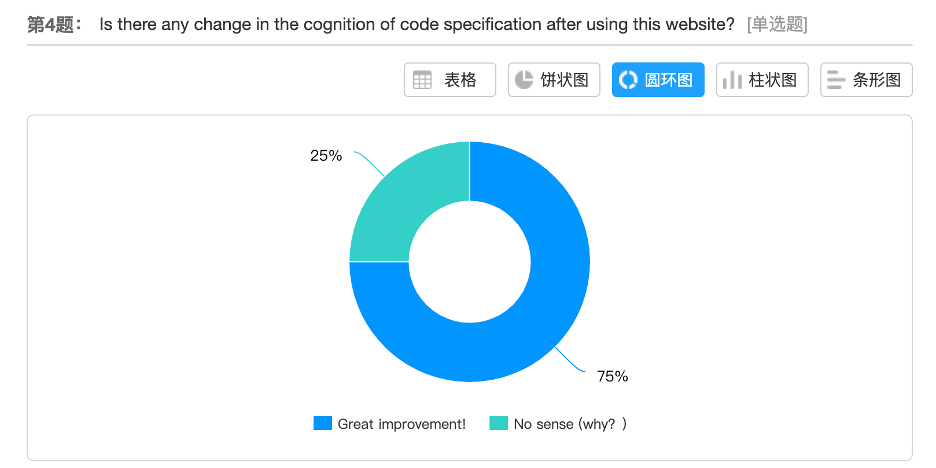 第4题： Is there any change in the cognition of code specification after using this website? [单选题]
表格 饼状图 圆环图 柱状图 条形图
25%
75%
Great improvement! No sense (why? )